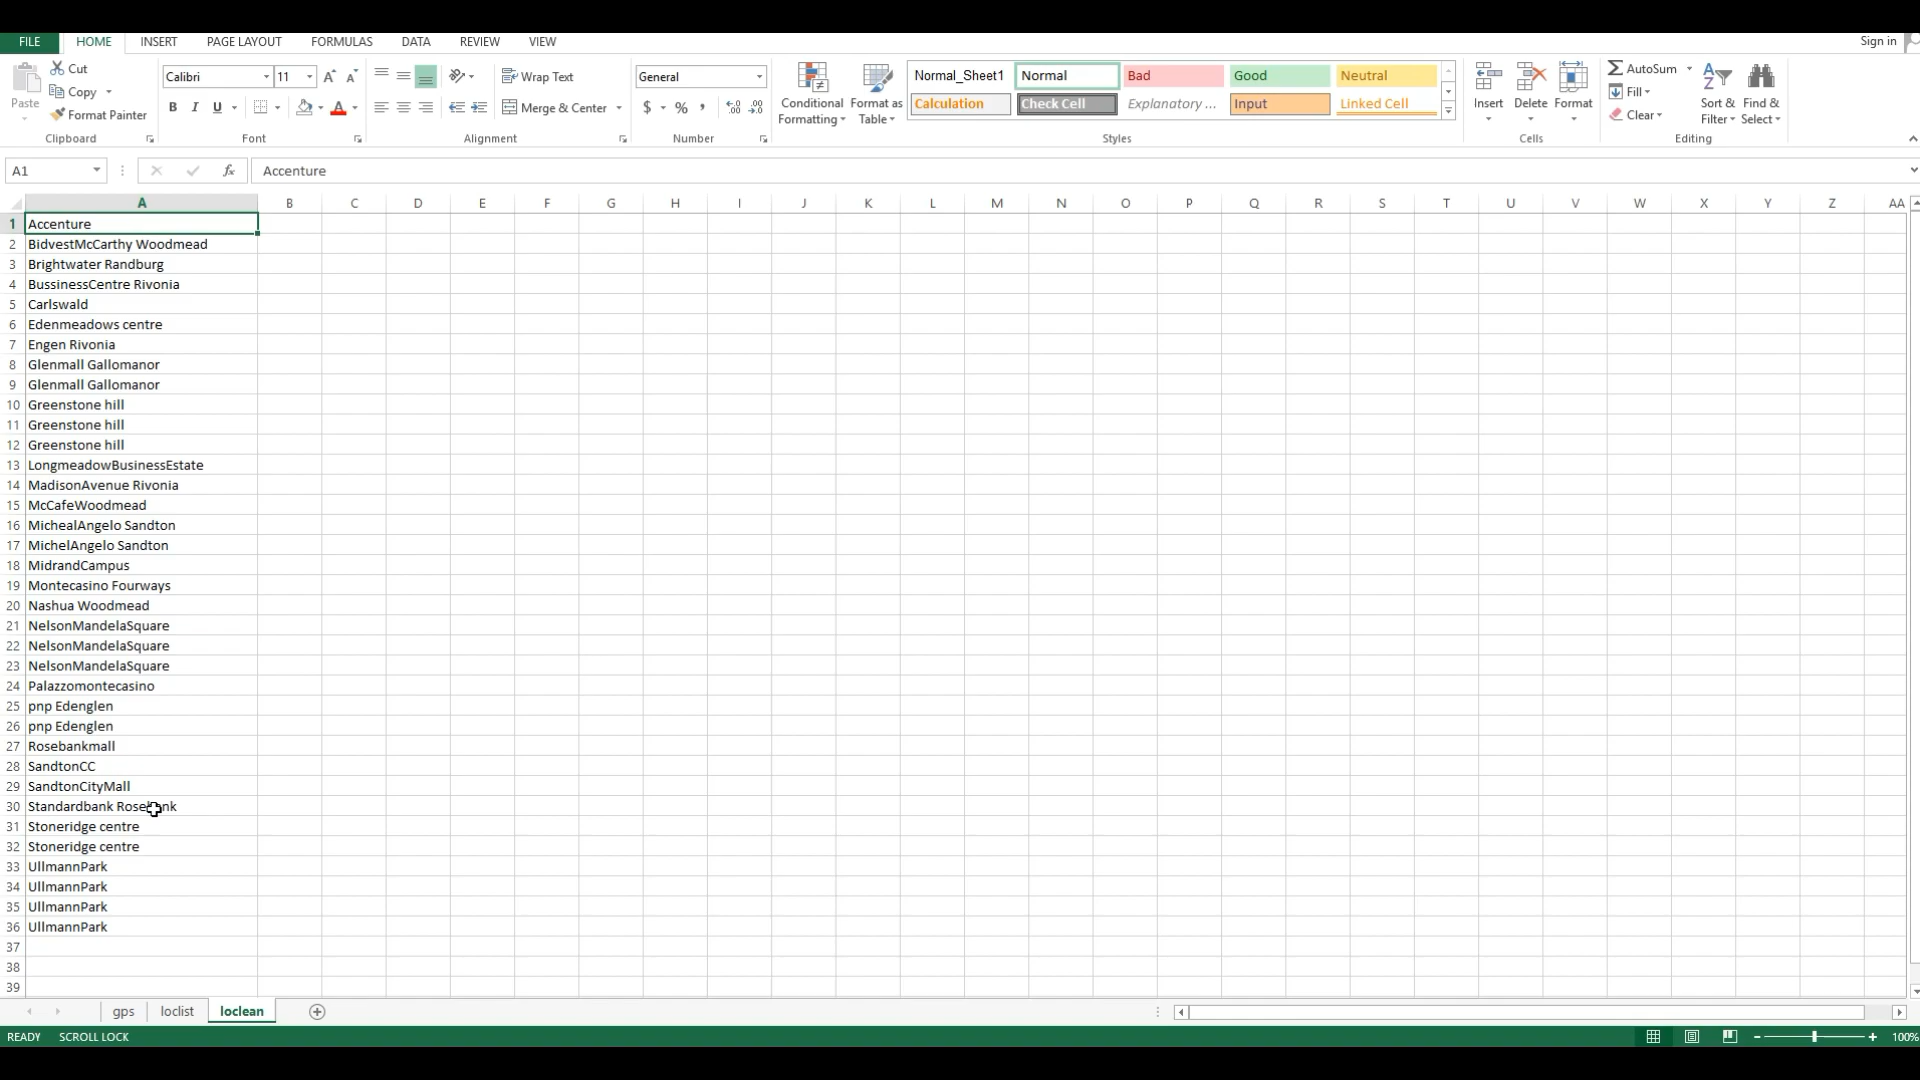 FILE HOME INSERT PAGE LAYOUT FORMULAS DATA REVIEW VIEW Sign in
Paste
Cut
Copy
Format Painter
Clipboard
Calibri 11
B I U
Font
Wrap Text
Merge & Center
Alignment
General
$ % ,
Number
Conditional Formatting
Format as Table
Normal_Sheet1 Normal Bad Good Neutral
Calculation Check Cell Explanatory ... Input Linked Cell
Styles
Insert Delete Format
Cells
AutoSum
Fill
Clear
Sort & Filter
Find & Select
Editing
A1 fx Accenture
A B C D E F G H I J K L M N O P Q R S T U V W X Y Z AA
1 Accenture
2 BidvestMcCarthy Woodmead
3 Brightwater Randburg
4 BussinessCentre Rivonia
5 Carlswald
6 Edenmeadows centre
7 Engen Rivonia
8 Glenmall Gallomanor
9 Glenmall Gallomanor
10 Greenstone hill
11 Greenstone hill
12 Greenstone hill
13 LongmeadowBusinessEstate
14 MadisonAvenue Rivonia
15 McCafeWoodmead
16 MichealAngelo Sandton
17 MichelAngelo Sandton
18 MidrandCampus
19 Montecasino Fourways
20 Nashua Woodmead
21 NelsonMandelaSquare
22 NelsonMandelaSquare
23 NelsonMandelaSquare
24 Palazzomontecasino
25 pnp Edenglen
26 pnp Edenglen
27 Rosebankmall
28 SandtonCC
29 SandtonCityMall
30 Standardbank Rosebank
31 Stoneridge centre
32 Stoneridge centre
33 UllmannPark
34 UllmannPark
35 UllmannPark
36 UllmannPark
37
38
39
gps loclist loclean
READY SCROLL LOCK 100%